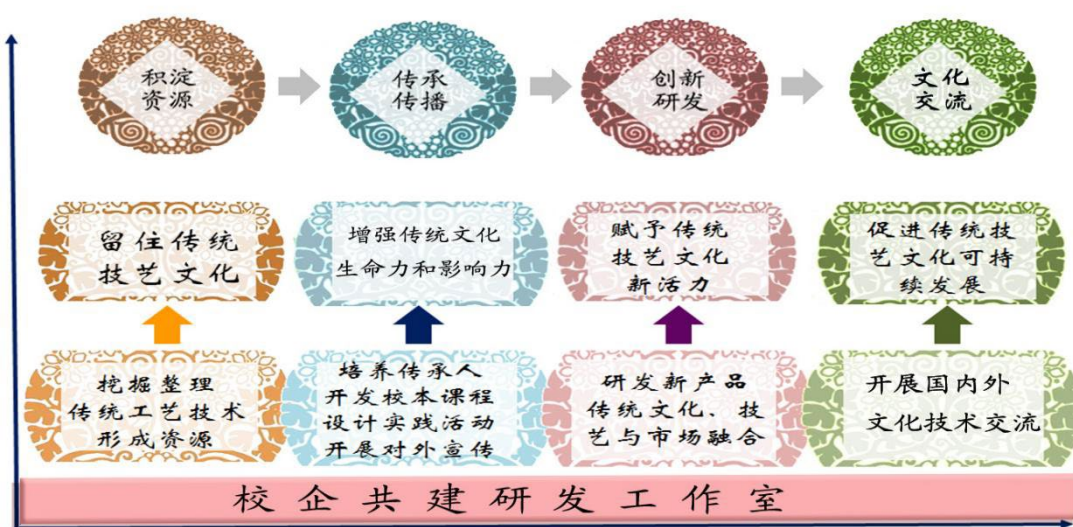 积淀
资源
传承
传播
创新
研发
文化
交流
留住传统
技艺文化
增强传统文化
生命力和影响力
赋予传统
技艺文化
新活力
促进传统技
艺文化可持
续发展
挖掘整理
传统工艺技术
形成资源
培养传承人
开发校本课程
设计实践活动
开展对外宣传
研发新产品
传统文化、技
艺与市场融合
开展国内外
文化技术交流
校企共建研发工作室